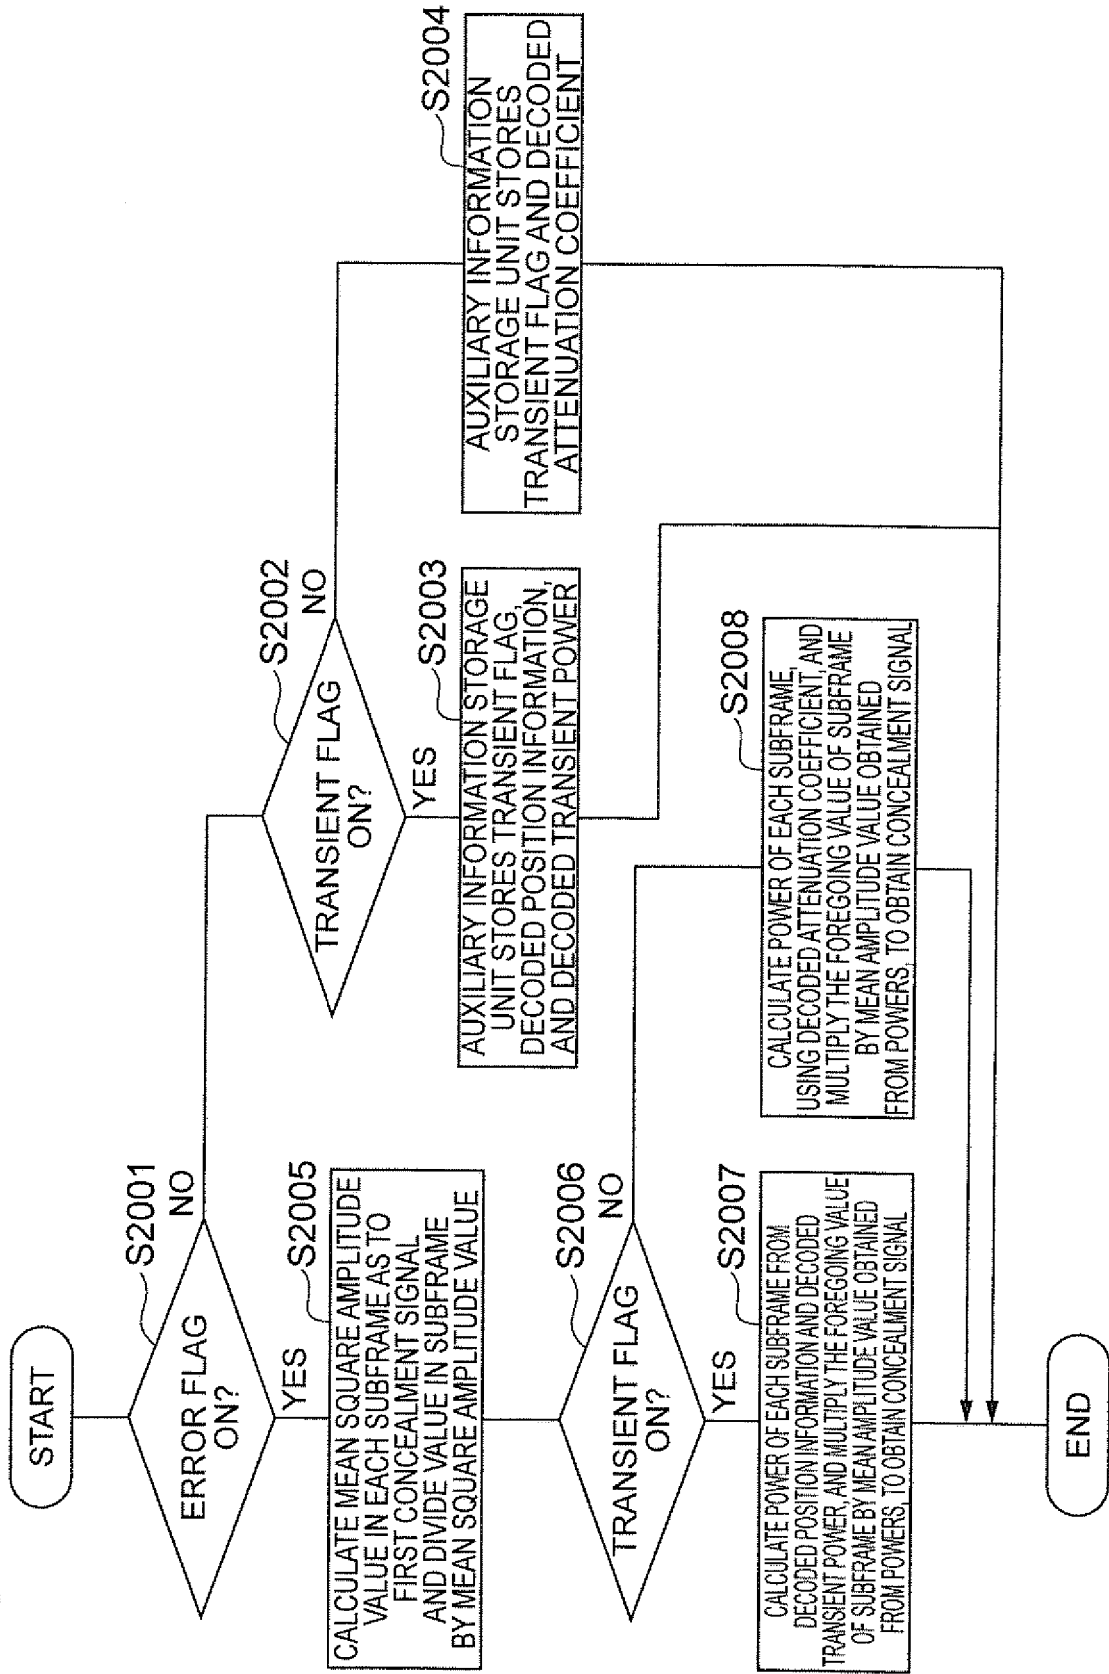 START
S2001
ERROR FLAG
ON?
NO
YES
S2002
TRANSIENT FLAG
ON?
NO
YES
S2003
AUXILIARY INFORMATION STORAGE
UNIT STORES TRANSIENT FLAG,
DECODED POSITION INFORMATION,
AND DECODED TRANSIENT POWER
S2004
AUXILIARY INFORMATION
STORAGE UNIT STORES
TRANSIENT FLAG AND DECODED
ATTENUATION COEFFICIENT
S2005
CALCULATE MEAN SQUARE AMPLITUDE
VALUE IN EACH SUBFRAME AS TO
FIRST CONCEALMENT SIGNAL
AND DIVIDE VALUE IN SUBFRAME
BY MEAN SQUARE AMPLITUDE VALUE
S2006
TRANSIENT FLAG
ON?
NO
YES
S2007
CALCULATE POWER OF EACH SUBFRAME FROM
DECODED POSITION INFORMATION AND DECODED
TRANSIENT POWER, AND MULTIPLY THE FOREGOING VALUE
OF SUBFRAME BY MEAN AMPLITUDE VALUE OBTAINED
FROM POWERS, TO OBTAIN CONCEALMENT SIGNAL
S2008
CALCULATE POWER OF EACH SUBFRAME,
USING DECODED ATTENUATION COEFFICIENT, AND
MULTIPLY THE FOREGOING VALUE OF SUBFRAME
BY MEAN AMPLITUDE VALUE OBTAINED
FROM POWERS, TO OBTAIN CONCEALMENT SIGNAL
END